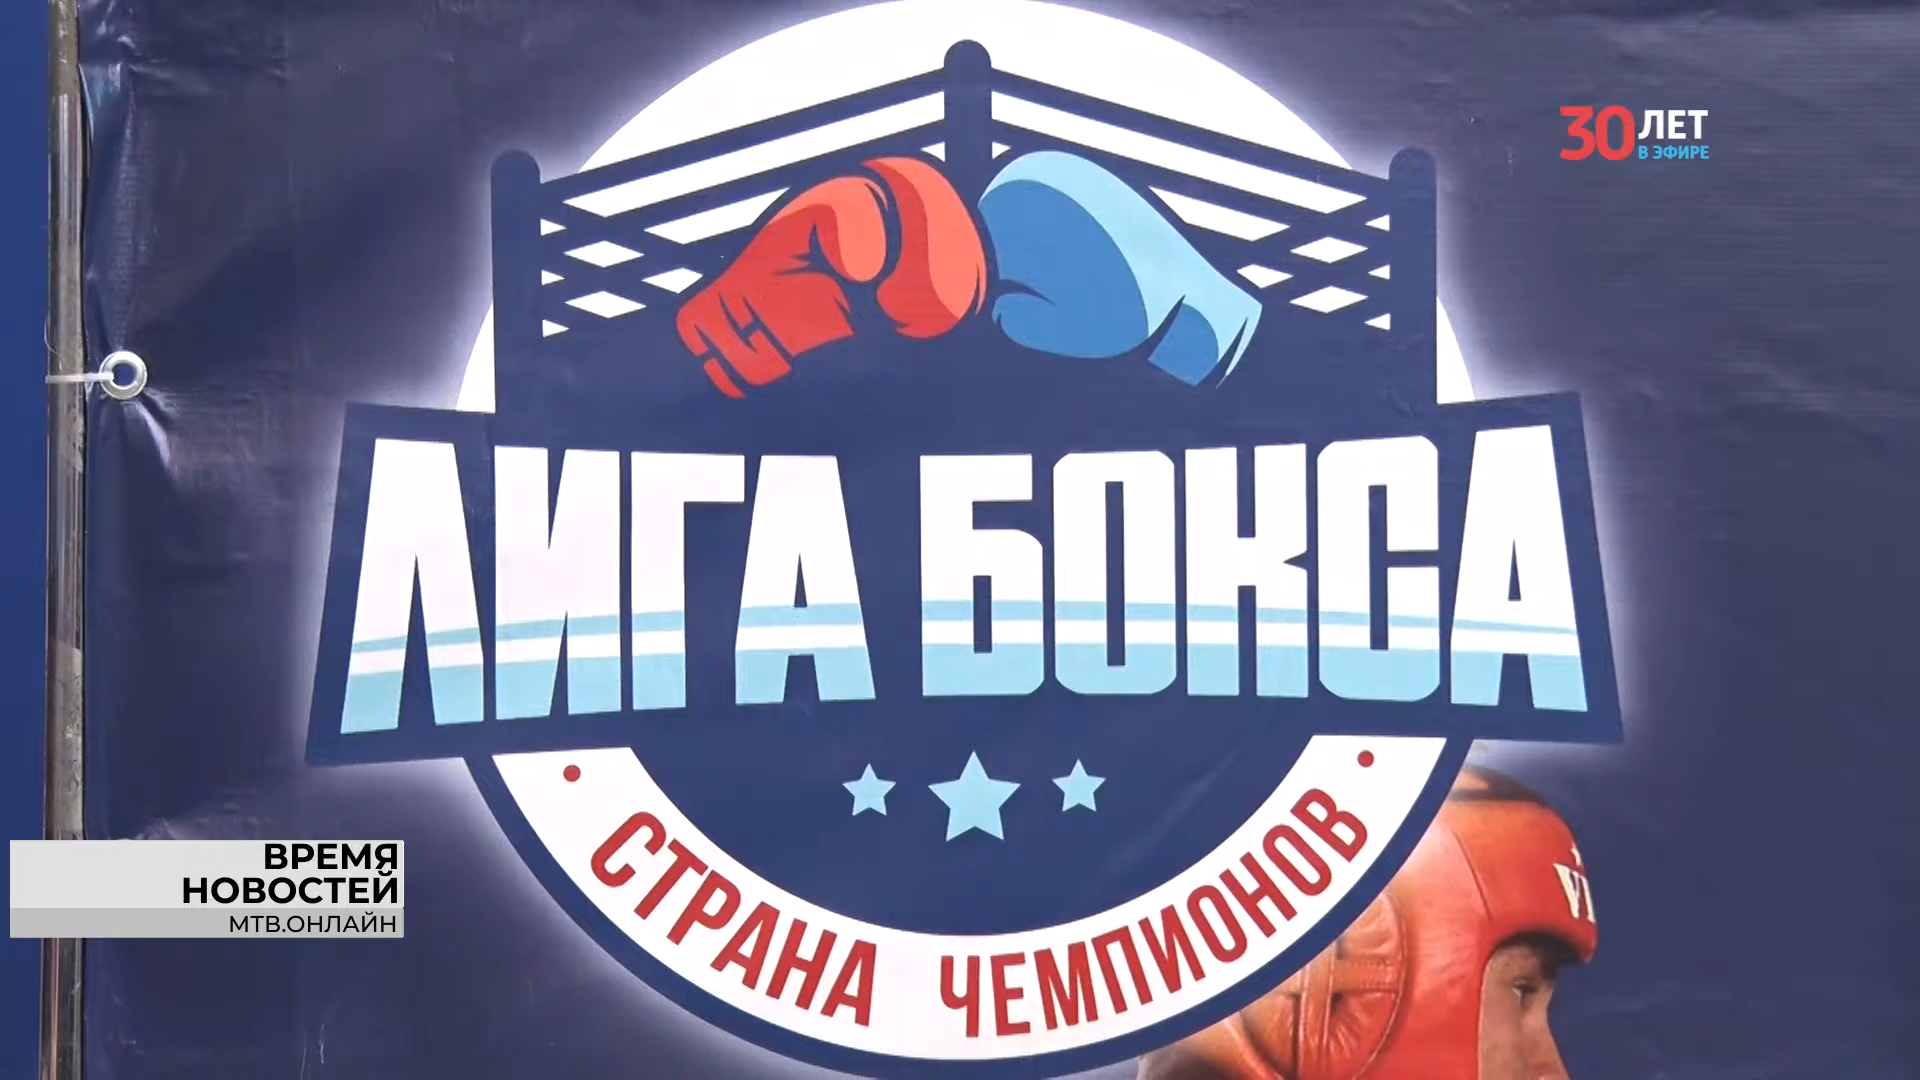 30 ЛЕТ
В ЭФИРЕ
ЛИГА БОКСА
СТРАНА ЧЕМПИОНОВ
ВРЕМЯ
НОВОСТЕЙ
МТВ.ОНЛАЙН